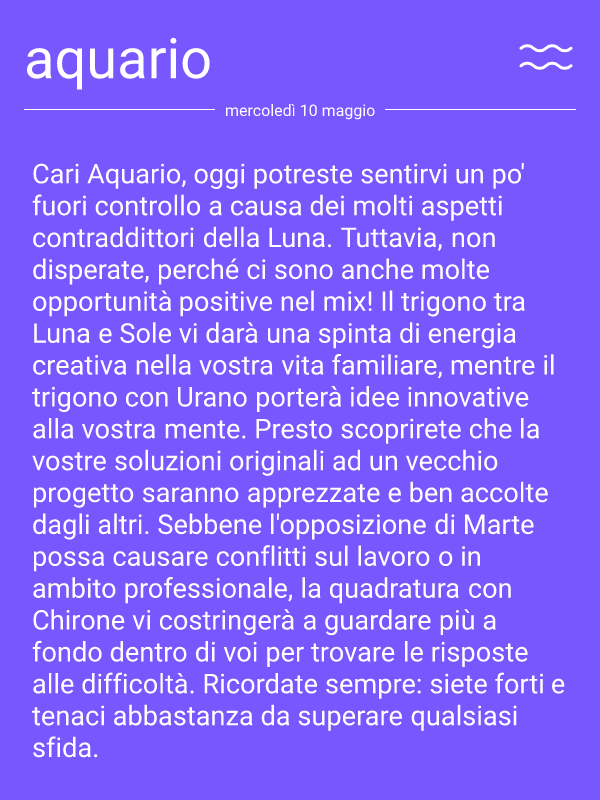 aquario
mercoledì 10 maggio
Cari Aquario, oggi potreste sentirvi un po'
fuori controllo a causa dei molti aspetti
contraddittori della Luna. Tuttavia, non
disperate, perché ci sono anche molte
opportunità positive nel mix! Il trigono tra
Luna e Sole vi darà una spinta di energia
creativa nella vostra vita familiare, mentre il
trigono con Urano porterà idee innovative
alla vostra mente. Presto scoprirete che la
vostre soluzioni originali ad un vecchio
progetto saranno apprezzate e ben accolte
dagli altri. Sebbene l'opposizione di Marte
possa causare conflitti sul lavoro o in
ambito professionale, la quadratura con
Chirone vi costringerà a guardare più a
fondo dentro di voi per trovare le risposte
alle difficoltà. Ricordate sempre: siete forti e
tenaci abbastanza da superare qualsiasi
sfida.